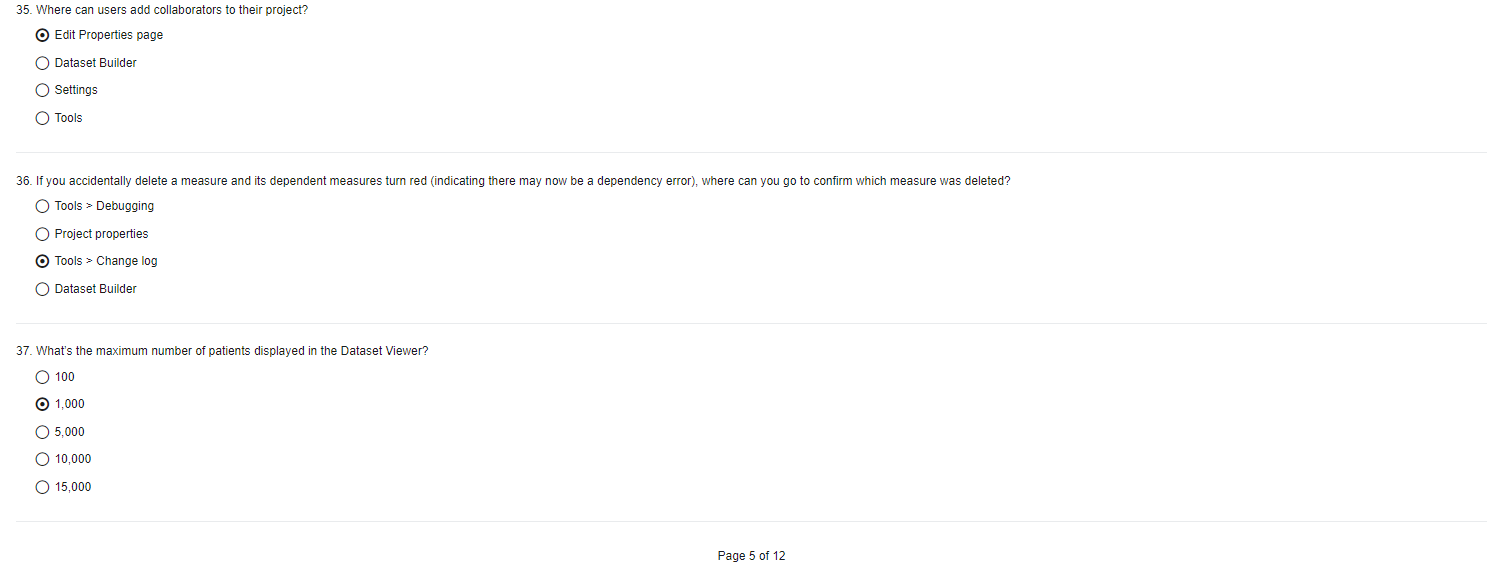 35. Where can users add collaborators to their project?
Edit Properties page
Dataset Builder
Settings
Tools
36. If you accidentally delete a measure and its dependent measures turn red (indicating there may now be a dependency error), where can you go to confirm which measure was deleted?
Tools > Debugging
Project properties
Tools > Change log
Dataset Builder
37. What's the maximum number of patients displayed in the Dataset Viewer?
100
1,000
5,000
10,000
15,000
Page 5 of 12